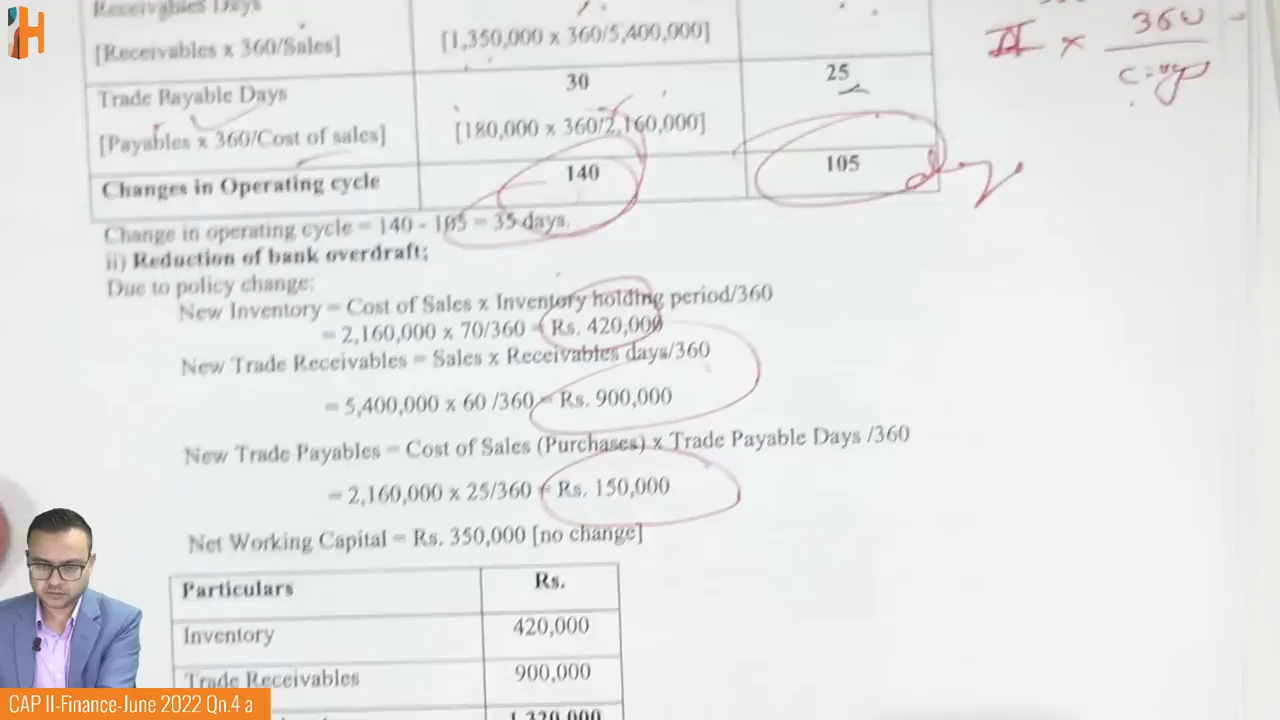 H
Receivables Days
[Receivables x 360/Sales]
[1,350,000 x 360/5,400,000]
Trade Payable Days
30
25
[Payables x 360/Cost of sales]
[180,000 x 360/2,160,000]
Changes in Operating cycle
140
105
360
Change in operating cycle = 140 - 105 = 35 days.
ii) Reduction of bank overdraft;
Due to policy change;
New Inventory = Cost of Sales x Inventory holding period/360
= 2,160,000 x 70/360 = Rs. 420,000
New Trade Receivables = Sales x Receivables days/360
= 5,400,000 x 60 /360 = Rs. 900,000
New Trade Payables = Cost of Sales (Purchases) x Trade Payable Days /360
= 2,160,000 x 25/360 = Rs. 150,000
Net Working Capital = Rs. 350,000 [no change]
Particulars
Rs.
Inventory
420,000
Trade Receivables
900,000
1,320,000
CAP II-Finance-June 2022 Qn.4 a